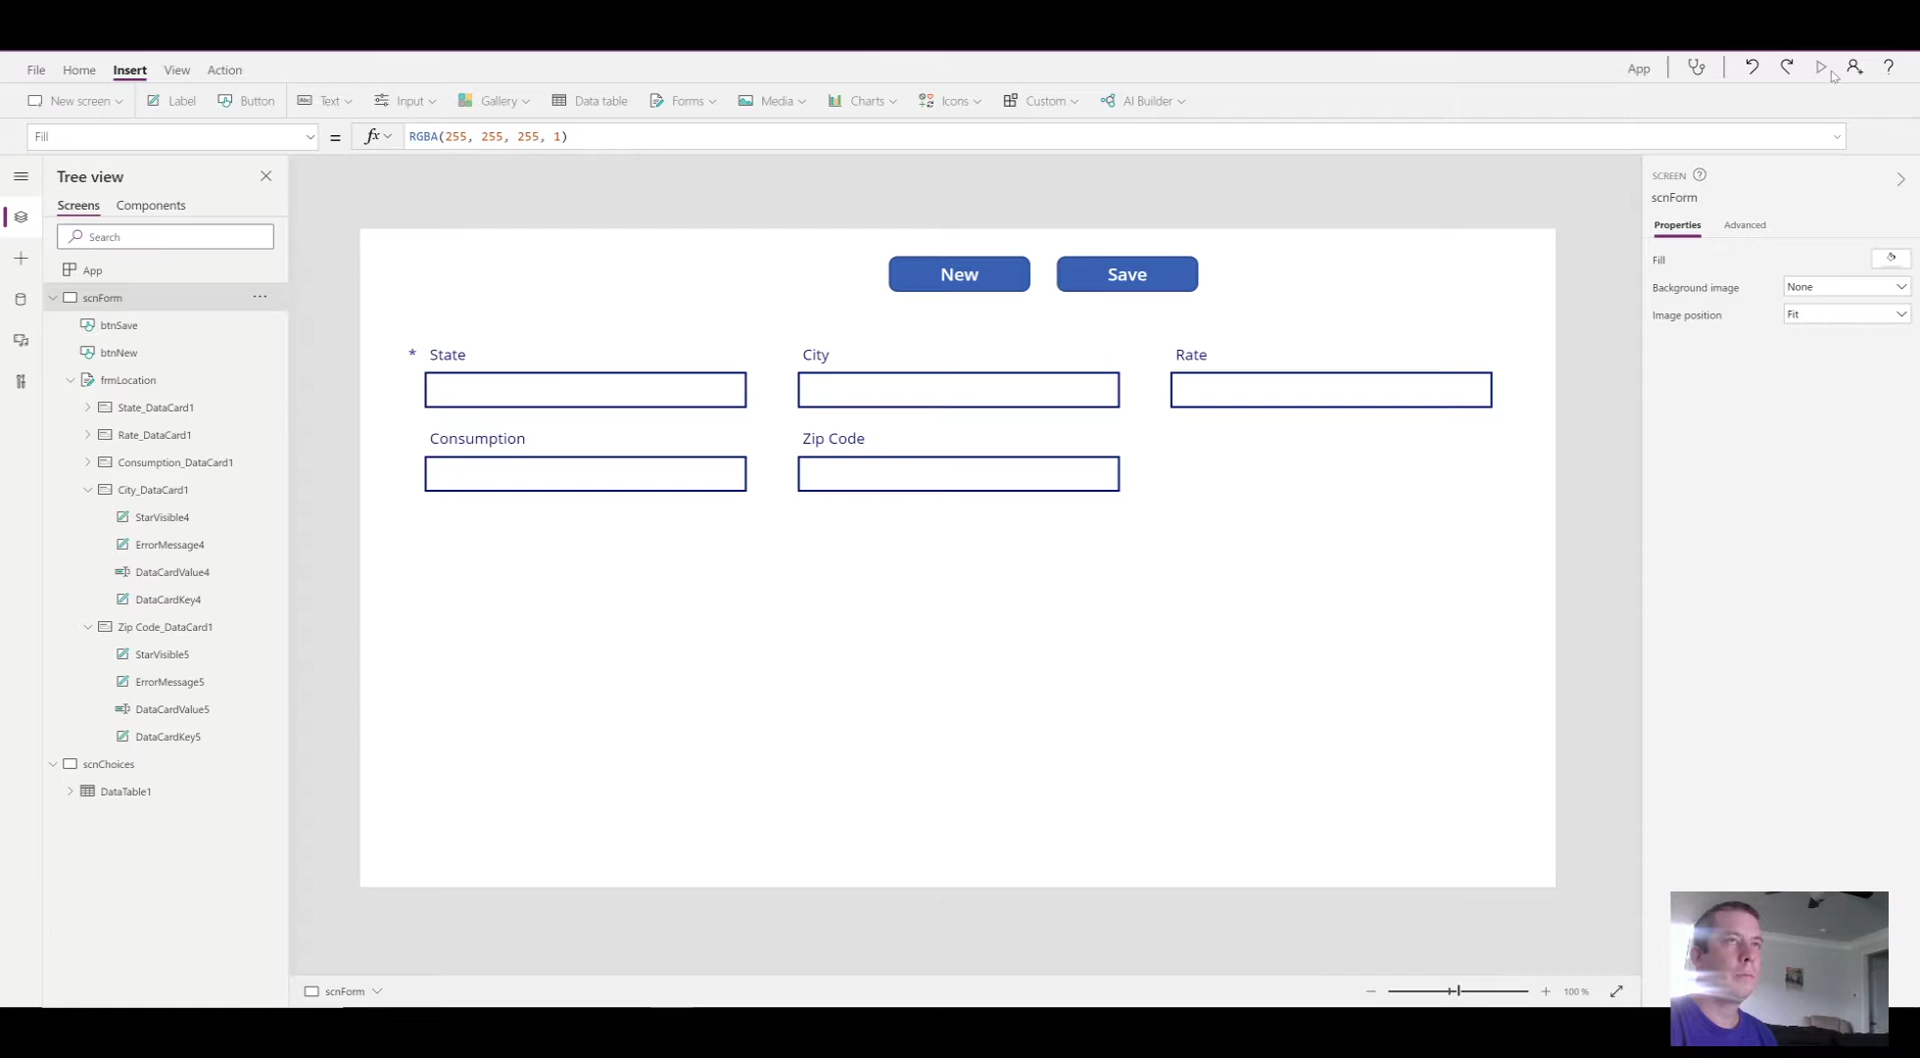 File Home Insert View Action App
New screen Label Button Text Input Gallery Data table Forms Media Charts Icons Custom AI Builder
Fill = fx RGBA(255, 255, 255, 1)
Tree view
Screens Components
Search
App
scnForm
btnSave
btnNew
frmLocation
State_DataCard1
Rate_DataCard1
Consumption_DataCard1
City_DataCard1
StarVisible4
ErrorMessage4
DataCardValue4
DataCardKey4
Zip Code_DataCard1
StarVisible5
ErrorMessage5
DataCardValue5
DataCardKey5
scnChoices
DataTable1
New Save
* State City Rate
Consumption Zip Code
SCREEN
scnForm
Properties Advanced
Fill
Background image None
Image position Fit
scnForm
100 %